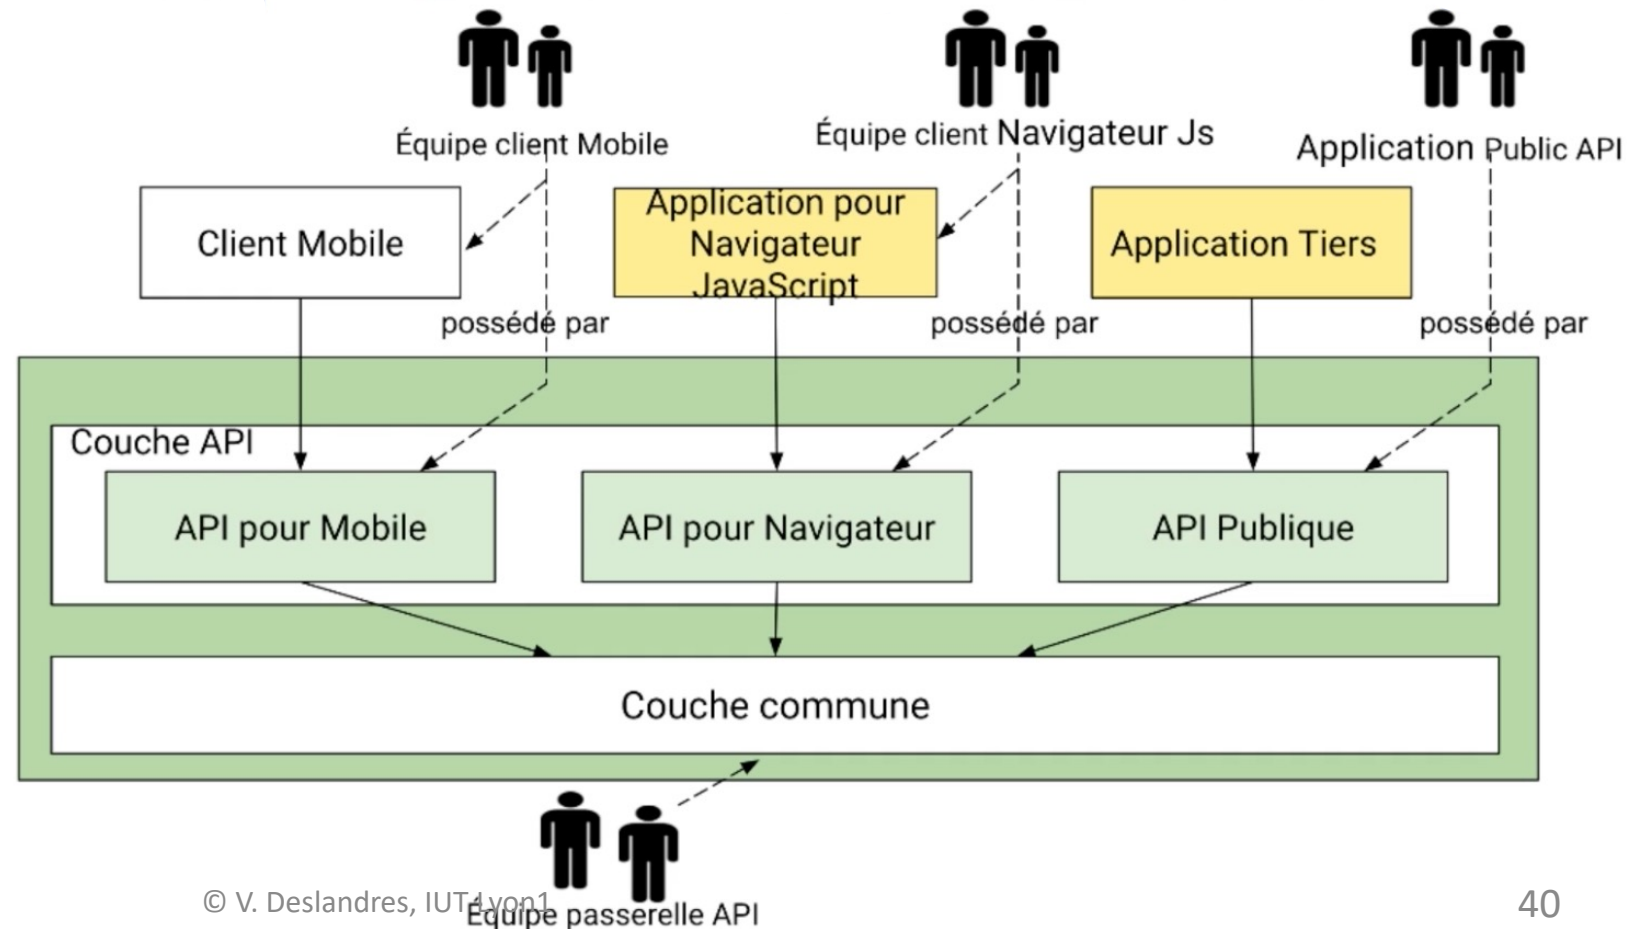 Équipe client Mobile
Équipe client Navigateur Js
Application Public API
Client Mobile
Application pour
Navigateur
JavaScript
Application Tiers
possédé par
possédé par
possédé par
Couche API
API pour Mobile
API pour Navigateur
API Publique
Couche commune
© V. Deslandres, IUT Lyon1
Équipe passerelle API
40